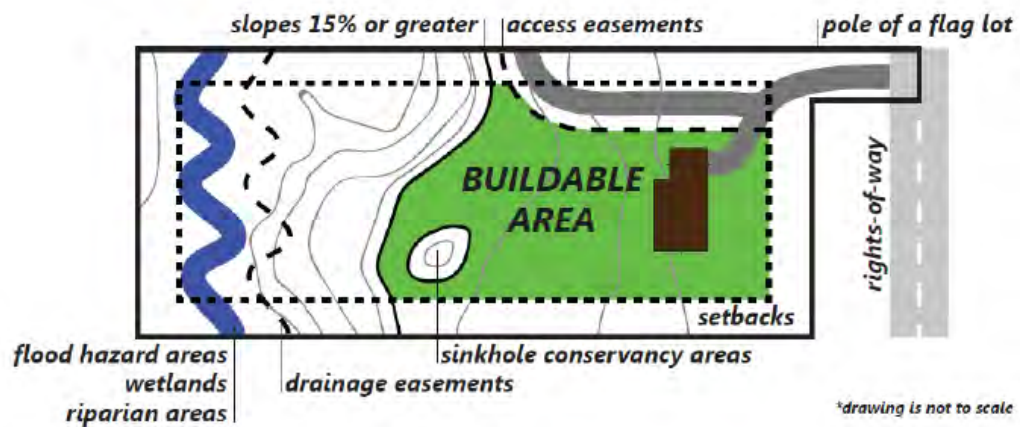 slopes 15% or greater
access easements
pole of a flag lot
BUILDABLE
AREA
rights-of-way
setbacks
flood hazard areas
wetlands
riparian areas
drainage easements
sinkhole conservancy areas
*drawing is not to scale